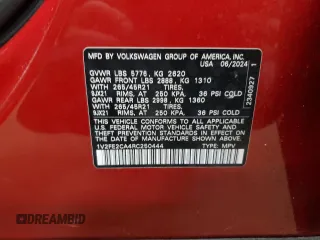 MFD BY VOLKSWAGEN GROUP OF AMERICA, INC.
USA 06/2024
GVWR LBS 5776, KG 2620
GAWR FRONT LBS 2888, KG 1310
WITH 265/45R21 TIRES,
9JX21 RIMS, AT 250 KPA, 36 PSI COLD
GAWR REAR LBS 2998, KG 1360
WITH 265/45R21 TIRES,
9JX21 RIMS, AT 250 KPA, 36 PSI COLD
THIS VEHICLE CONFORMS TO ALL APPLICABLE
U.S. FEDERAL MOTOR VEHICLE SAFETY AND
THEFT PREVENTION STANDARDS IN EFFECT ON
THE DATE OF MANUFACTURE SHOWN ABOVE.
1V2FE2CA4RC250444 TYPE: MPV
2340927
1
DREAMBID